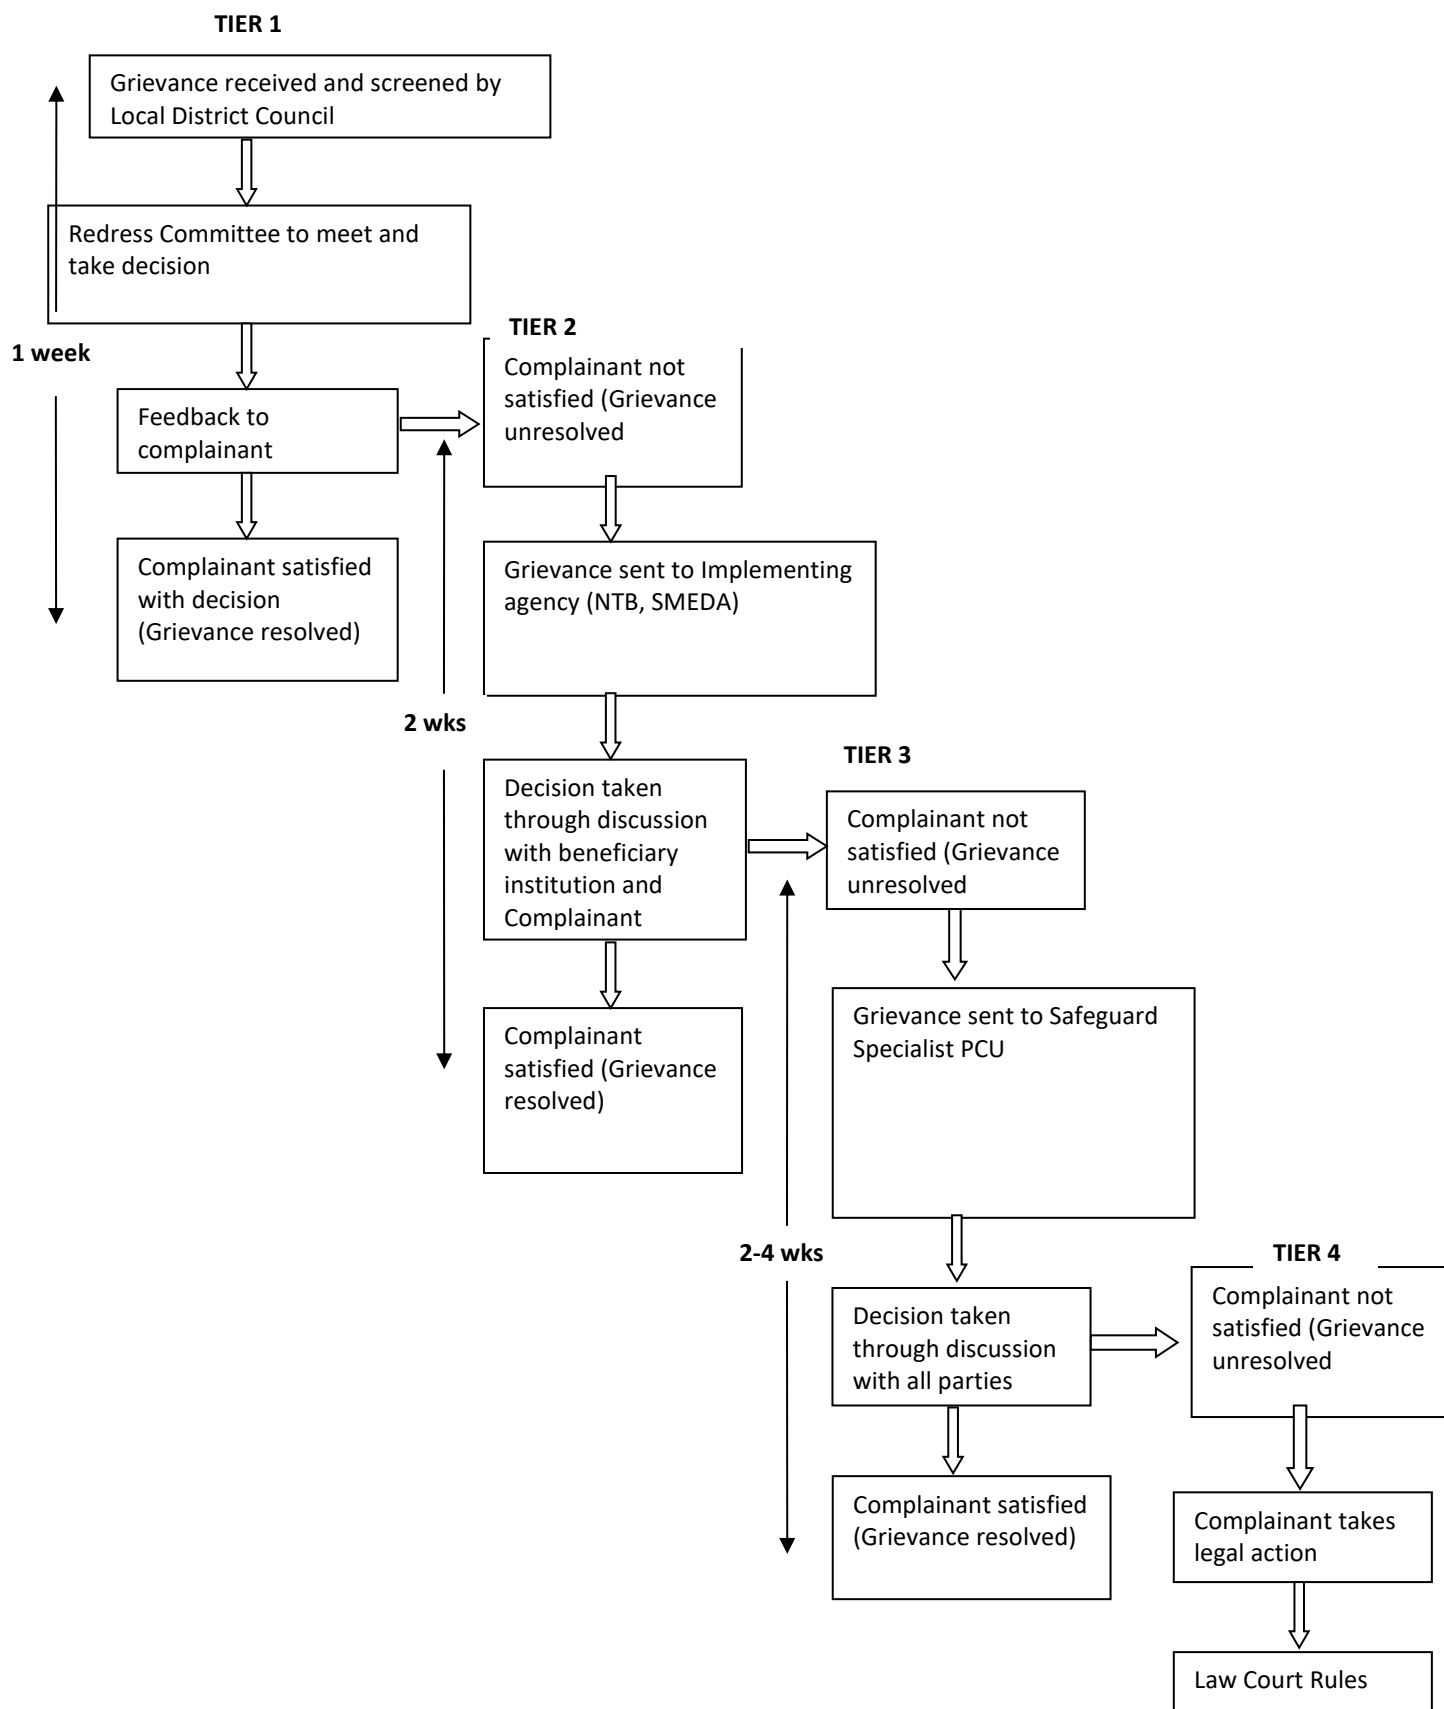 TIER 1
Grievance received and screened by
Local District Council
Redress Committee to meet and
take decision
1 week
Feedback to
complainant
Complainant satisfied
with decision
(Grievance resolved)
TIER 2
Complainant not
satisfied (Grievance
unresolved
Grievance sent to Implementing
agency (NTB, SMEDA)
2 wks
Decision taken
through discussion
with beneficiary
institution and
Complainant
Complainant
satisfied (Grievance
resolved)
TIER 3
Complainant not
satisfied (Grievance
unresolved
Grievance sent to Safeguard
Specialist PCU
2-4 wks
Decision taken
through discussion
with all parties
Complainant satisfied
(Grievance resolved)
TIER 4
Complainant not
satisfied (Grievance
unresolved
Complainant takes
legal action
Law Court Rules